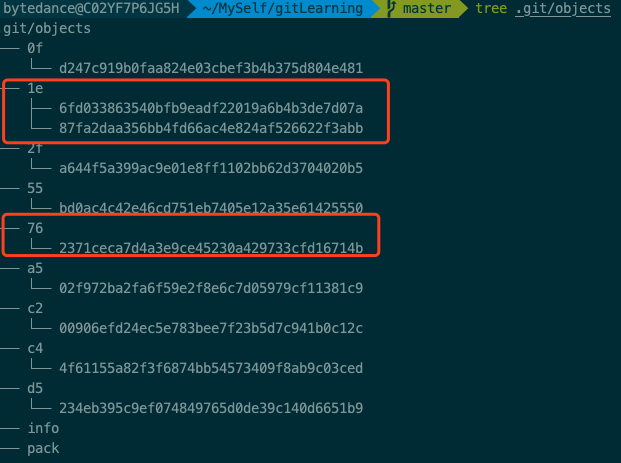 bytedance@C02YF7P6JG5H ~/MySelf/gitLearning master tree .git/objects
git/objects
── 0f
└── d247c919b0faa824e03cbef3b4b375d804e481
── 1e
├── 6fd033863540bfb9eadf22019a6b4b3de7d07a
└── 87fa2daa356bb4fd66ac4e824af526622f3abb
── 2f
└── a644f5a399ac9e01e8ff1102bb62d3704020b5
── 55
└── bd0ac4c42e46cd751eb7405e12a35e61425550
── 76
└── 2371ceca7d4a3e9ce45230a429733cfd16714b
── a5
└── 02f972ba2fa6f59e2f8e6c7d05979cf11381c9
── c2
└── 00906efd24ec5e783bee7f23b5d7c941b0c12c
── c4
└── 4f61155a82f3f6874bb54573409f8ab9c03ced
── d5
└── 234eb395c9ef074849765d0de39c140d6651b9
── info
── pack